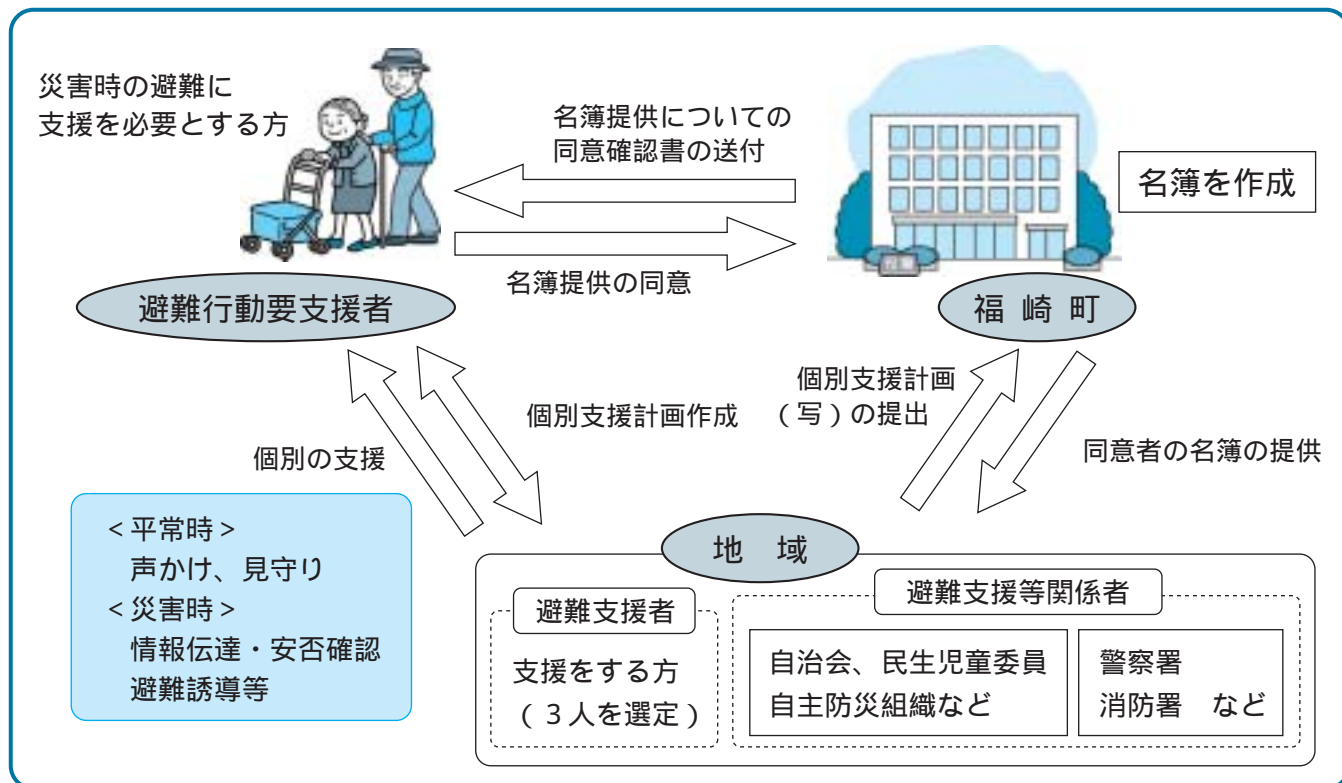 災害時の避難に
支援を必要とする方
名簿提供についての
同意確認書の送付
名簿を作成
名簿提供の同意
避難行動要支援者
福崎町
個別支援計画作成
個別支援計画
（写）の提出
個別の支援
同意者の名簿の提供
＜平常時＞
声かけ、見守り
＜災害時＞
情報伝達・安否確認
避難誘導等
地 域
避難支援者
支援をする方
（３人を選定）
避難支援等関係者
自治会、民生児童委員
自主防災組織など
警察署
消防署 など